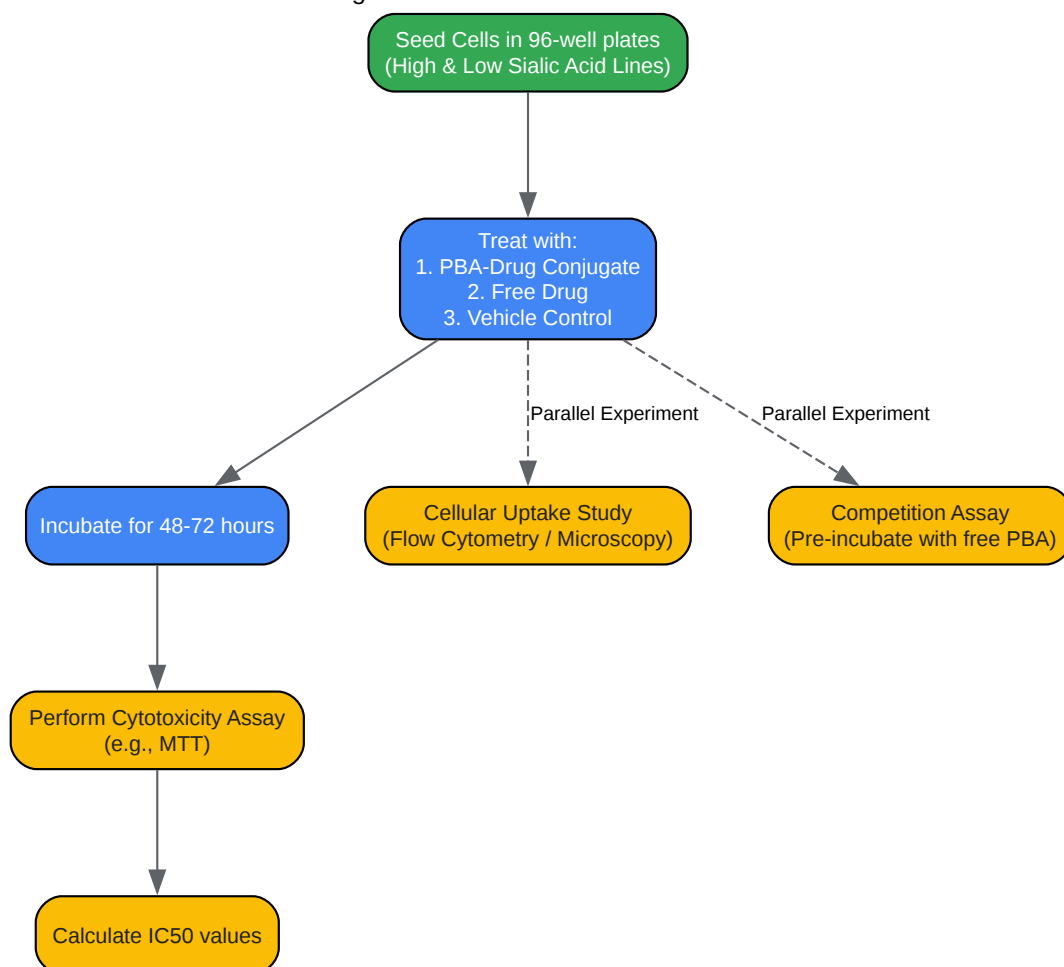 Seed Cells in 96-well plates
(High & Low Sialic Acid Lines)
Treat with:
1. PBA-Drug Conjugate
2. Free Drug
3. Vehicle Control
Parallel Experiment
Parallel Experiment
Incubate for 48-72 hours
Cellular Uptake Study
(Flow Cytometry / Microscopy)
Competition Assay
(Pre-incubate with free PBA)
Perform Cytotoxicity Assay
(e.g., MTT)
Calculate IC50 values